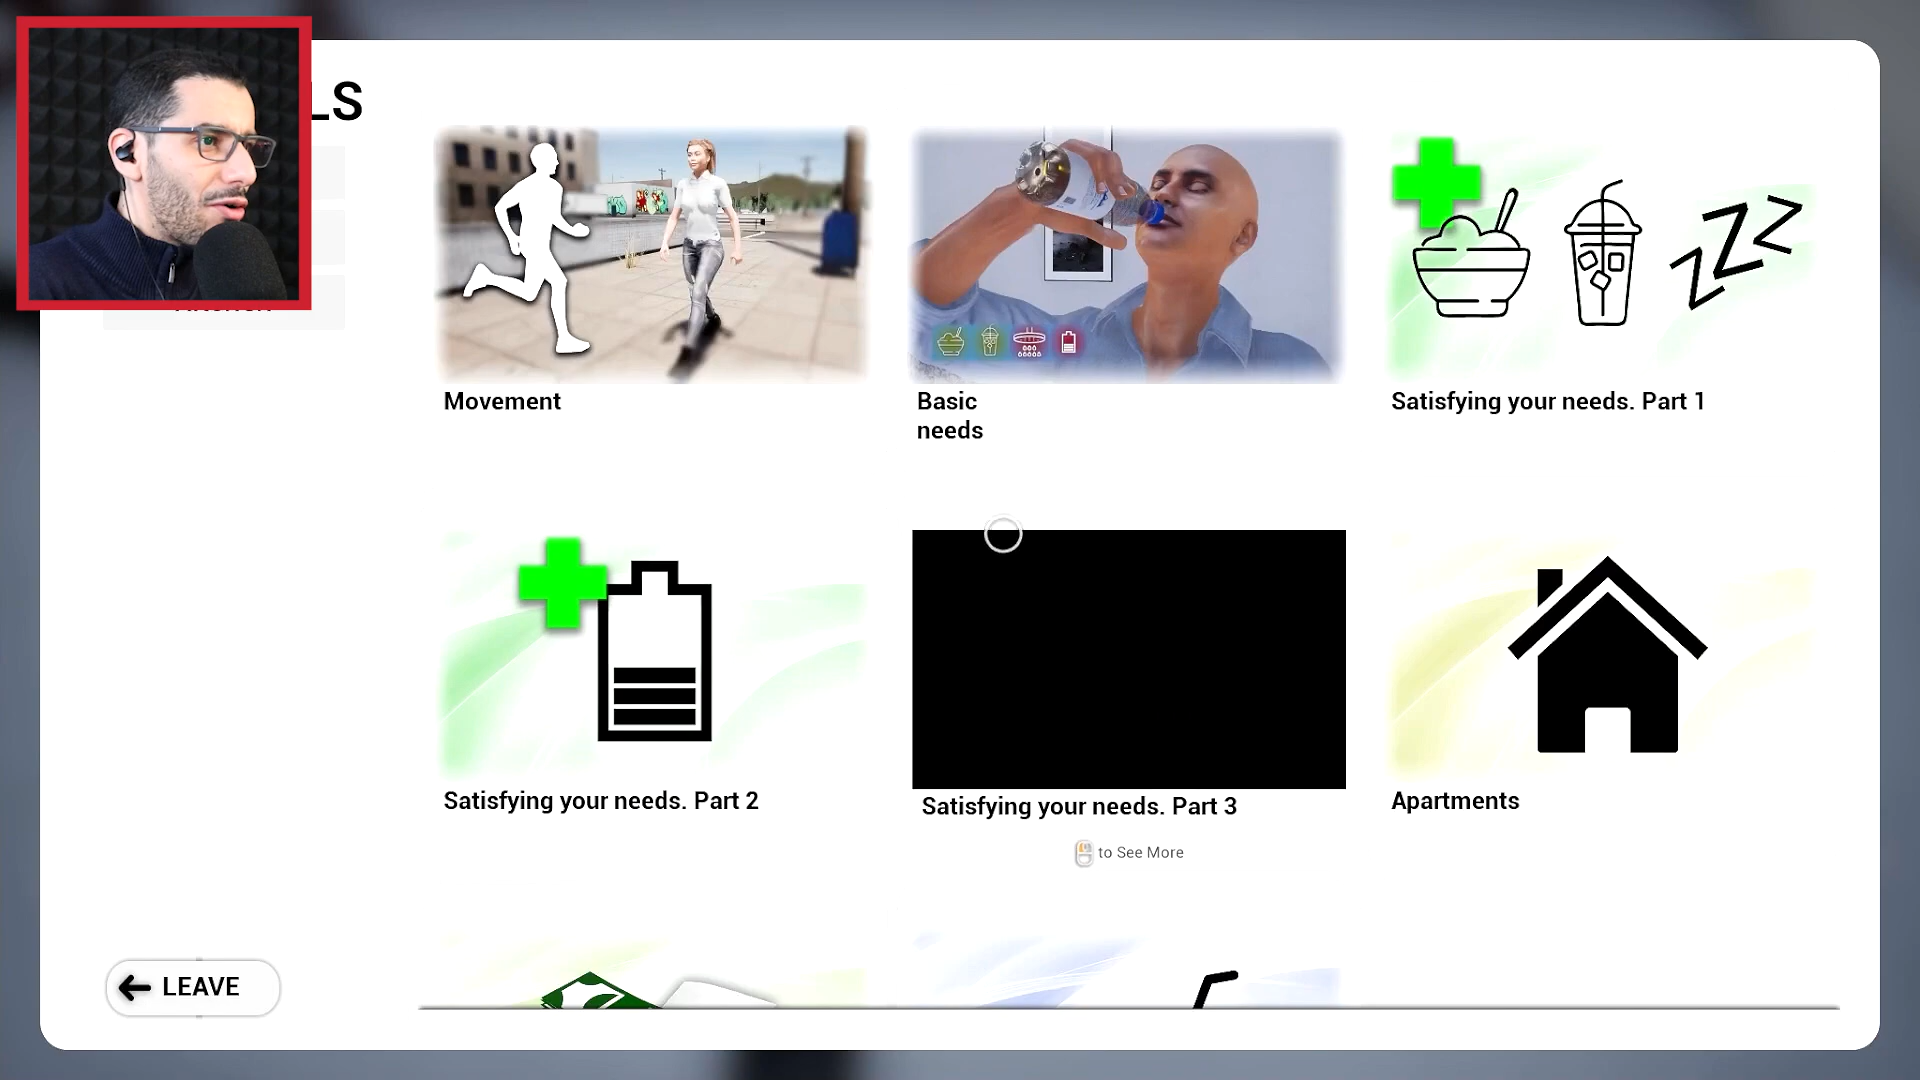 LS
Movement
Basic
needs
Satisfying your needs. Part 1
Satisfying your needs. Part 2
Satisfying your needs. Part 3
Apartments
to See More
LEAVE